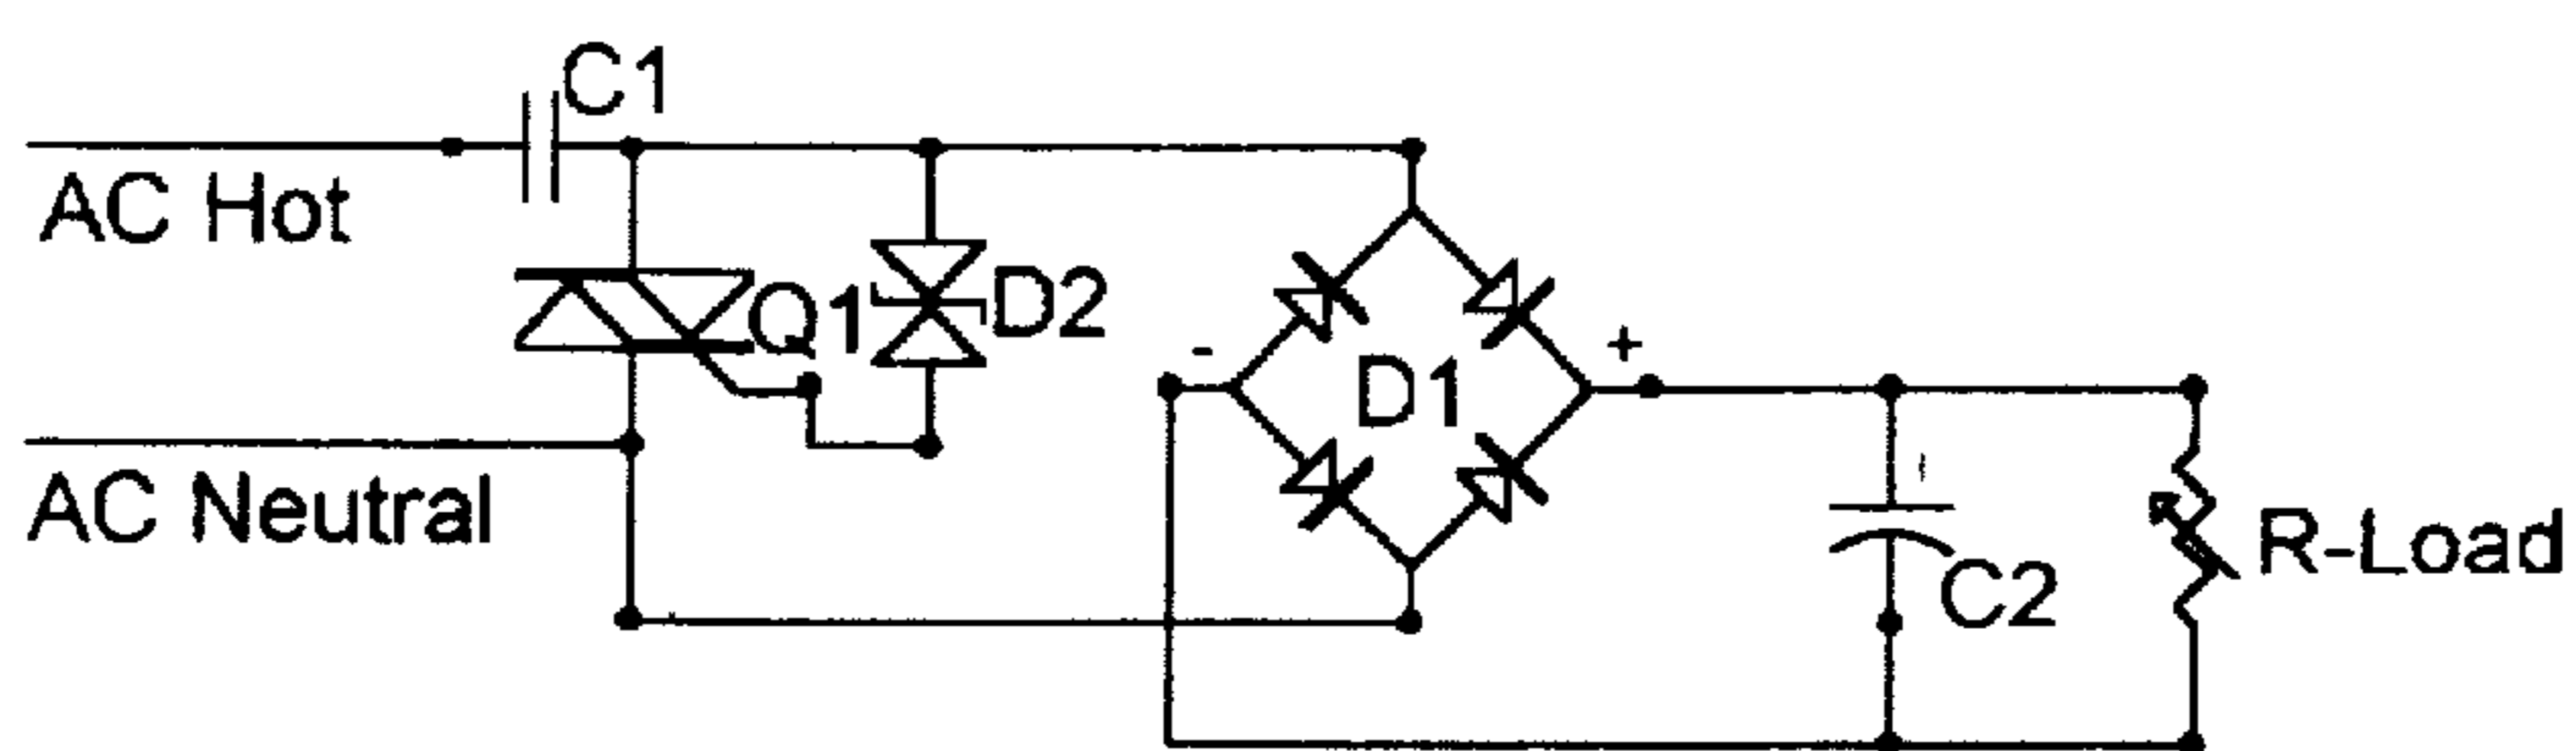 C1
AC Hot
Q1
D2
-
D1
+
AC Neutral
C2
R-Load